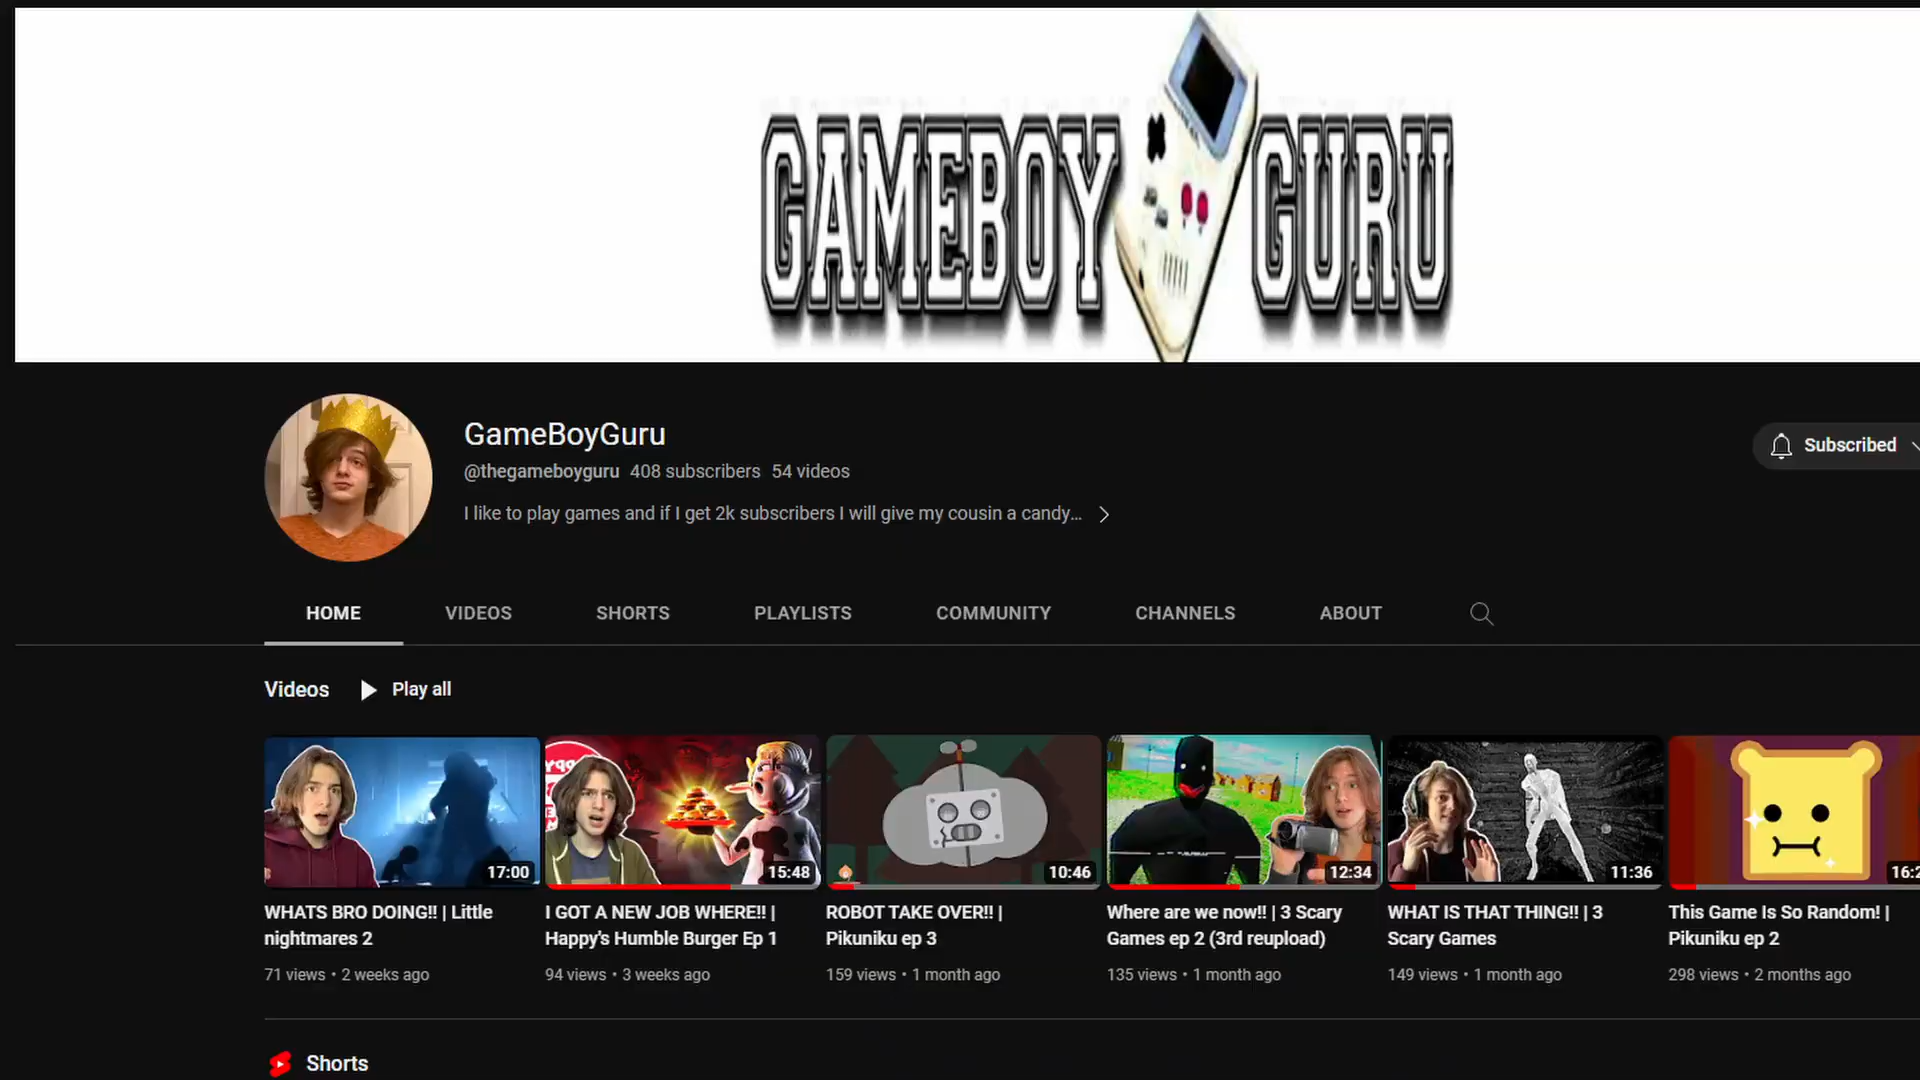 GAMEBOY GURU
GameBoyGuru
@thegameboyguru 408 subscribers 54 videos
Subscribed
I like to play games and if I get 2k subscribers I will give my cousin a candy...
HOME VIDEOS SHORTS PLAYLISTS COMMUNITY CHANNELS ABOUT
Videos Play all
17:00
15:48
10:46
12:34
11:36
WHATS BRO DOING!! | Little
nightmares 2
71 views • 2 weeks ago
I GOT A NEW JOB WHERE!! |
Happy's Humble Burger Ep 1
94 views • 3 weeks ago
ROBOT TAKE OVER!! |
Pikuniku ep 3
159 views • 1 month ago
Where are we now!! | 3 Scary
Games ep 2 (3rd reupload)
135 views • 1 month ago
WHAT IS THAT THING!! | 3
Scary Games
149 views • 1 month ago
This Game Is So Random! |
Pikuniku ep 2
298 views • 2 months ago
Shorts